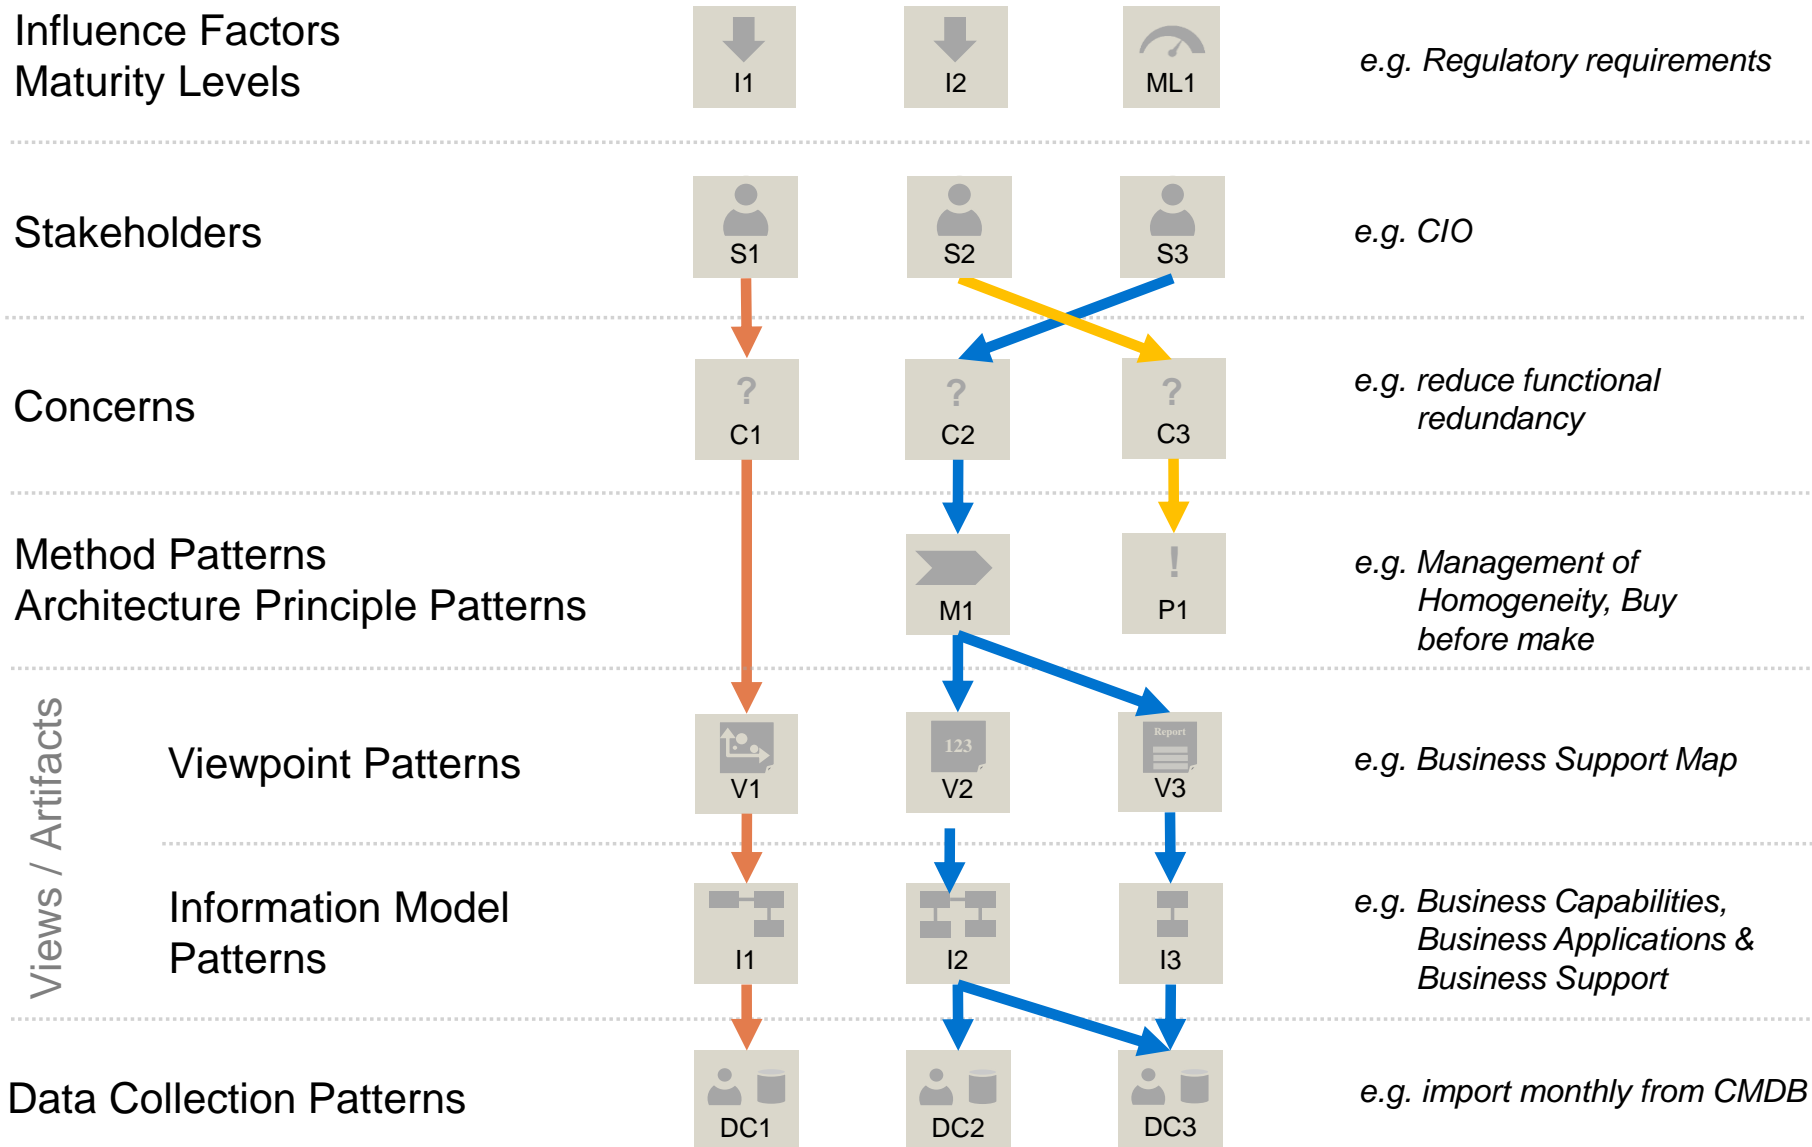 Influence Factors
Maturity Levels
I1
I2
ML1
e.g. Regulatory requirements
Stakeholders
S1
S2
S3
e.g. CIO
Concerns
?
C1
?
C2
?
C3
e.g. reduce functional
redundancy
Method Patterns
Architecture Principle Patterns
M1
!
P1
e.g. Management of
Homogeneity, Buy
before make
Views / Artifacts
Viewpoint Patterns
V1
123
V2
Report
V3
e.g. Business Support Map
Information Model
Patterns
I1
I2
I3
e.g. Business Capabilities,
Business Applications &
Business Support
Data Collection Patterns
DC1
DC2
DC3
e.g. import monthly from CMDB